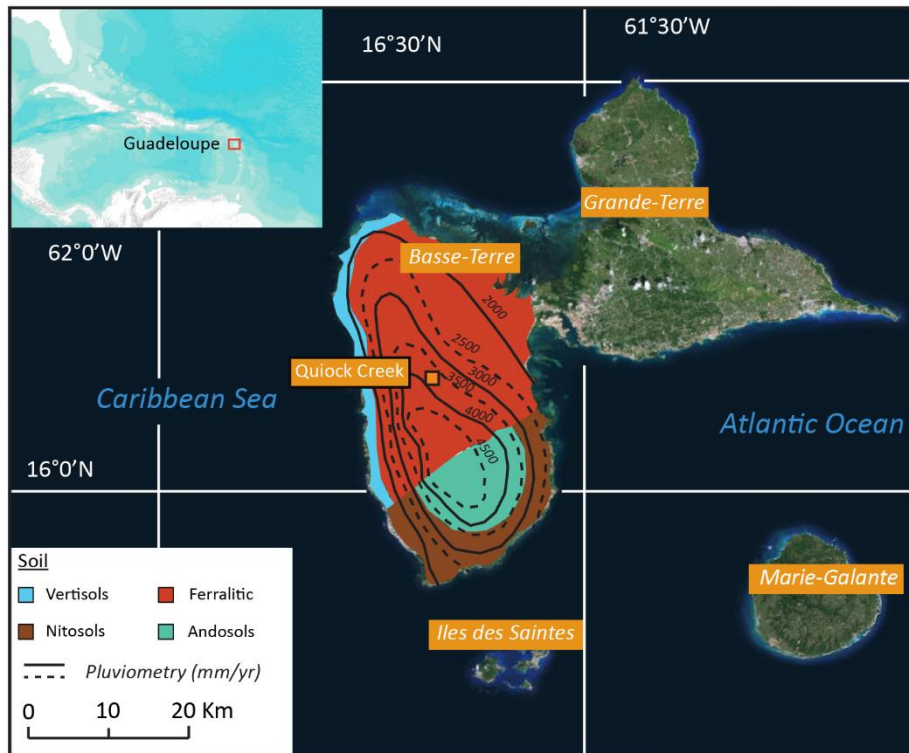 16°30’N
61°30’W
Guadeloupe
Grande-Terre
62°0’W
Basse-Terre
2000
2500
3000
3500
Quiock Creek
4000
Caribbean Sea
Atlantic Ocean
4500
16°0’N
Soil
Vertisols
Ferralitic
Marie-Galante
Nitosols
Andosols
Iles des Saintes
Pluviometry (mm/yr)
0 10 20 Km